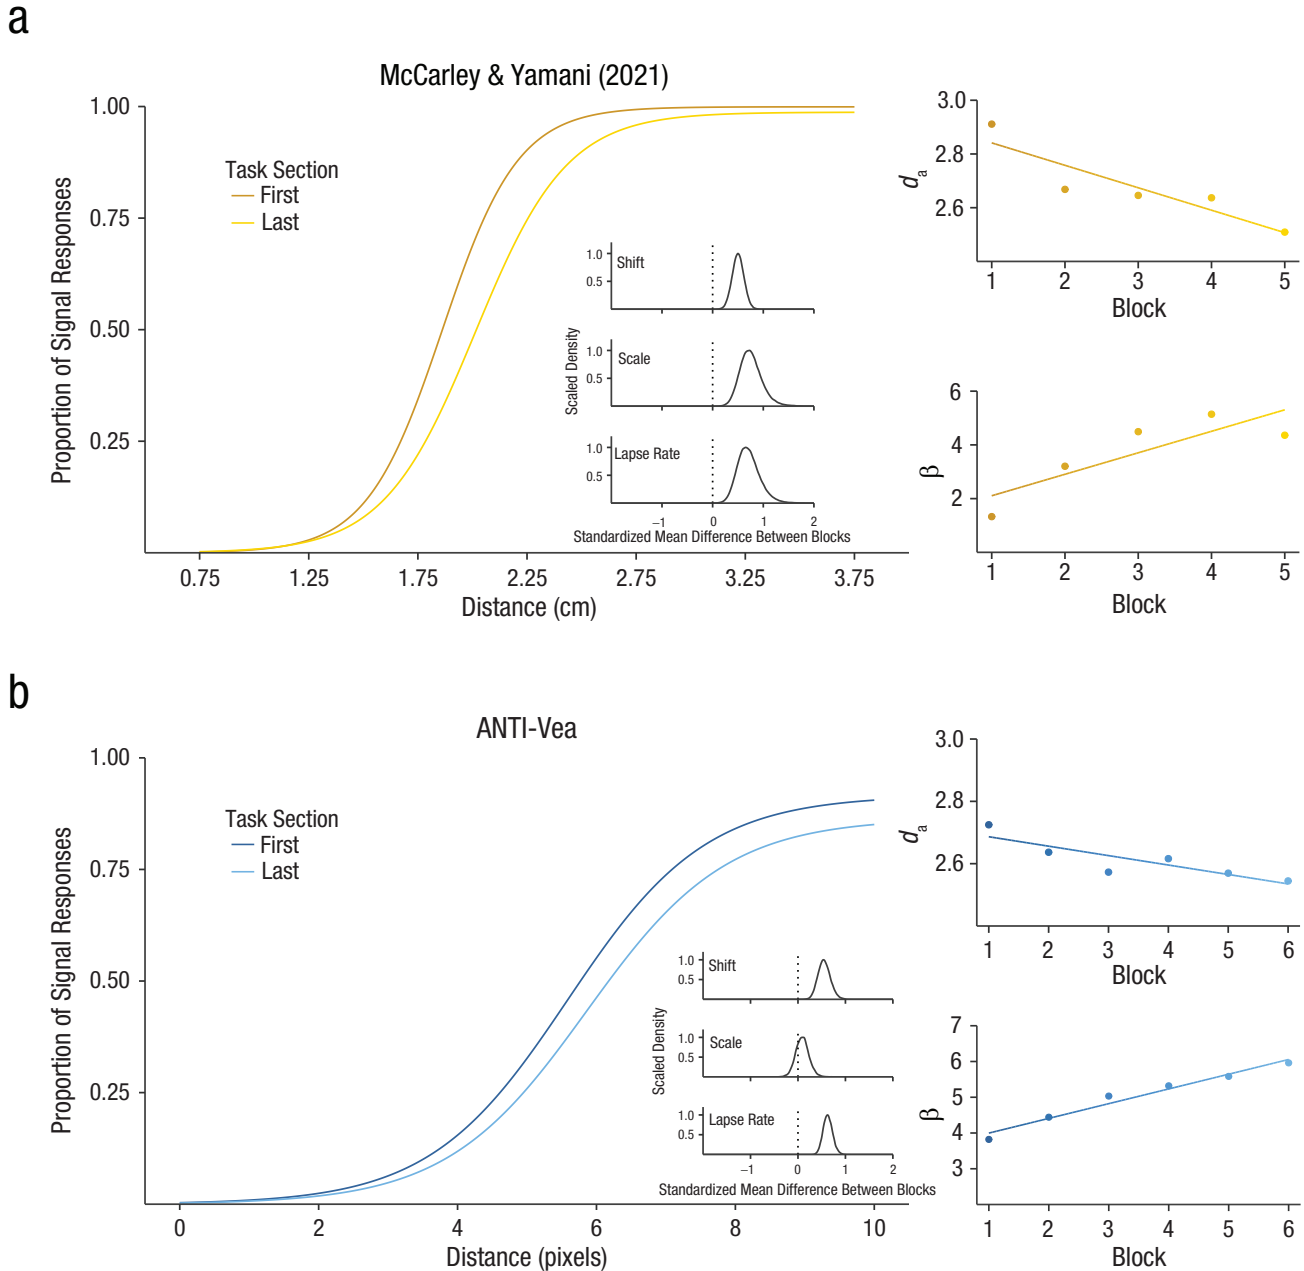 a
McCarley & Yamani (2021)
Proportion of Signal Responses
1.00
0.75
0.50
0.25
Task Section
First
Last
0.75 1.25 1.75 2.25 2.75 3.25 3.75
Distance (cm)
Scaled Density
1.0
0.5
Shift
1.0
0.5
Scale
1.0
0.5
Lapse Rate
−1 0 1 2
Standardized Mean Difference Between Blocks
da
3.0
2.8
2.6
1 2 3 4 5
Block
β
6
4
2
1 2 3 4 5
Block
b
ANTI-Vea
Proportion of Signal Responses
1.00
0.75
0.50
0.25
Task Section
First
Last
0 2 4 6 8 10
Distance (pixels)
Scaled Density
1.0
0.5
Shift
1.0
0.5
Scale
1.0
0.5
Lapse Rate
−1 0 1 2
Standardized Mean Difference Between Blocks
da
3.0
2.8
2.6
1 2 3 4 5 6
Block
β
7
6
5
4
3
1 2 3 4 5 6
Block